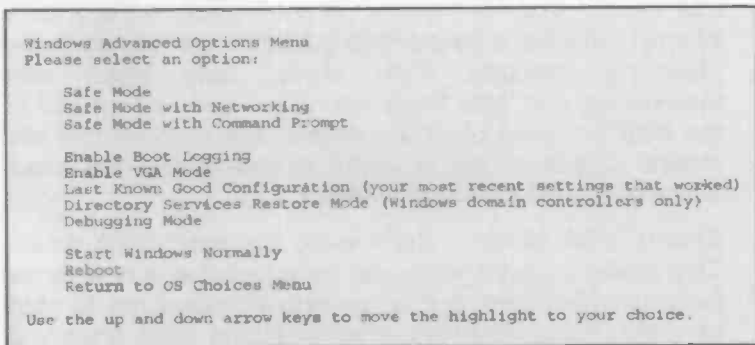 Windows Advanced Options Menu
Please select an option:
Safe Mode
Safe Mode with Networking
Safe Mode with Command Prompt
Enable Boot Logging
Enable VGA Mode
Last Known Good Configuration (your most recent settings that worked)
Directory Services Restore Mode (Windows domain controllers only)
Debugging Mode
Start Windows Normally
Reboot
Return to OS Choices Menu
Use the up and down arrow keys to move the highlight to your choice.